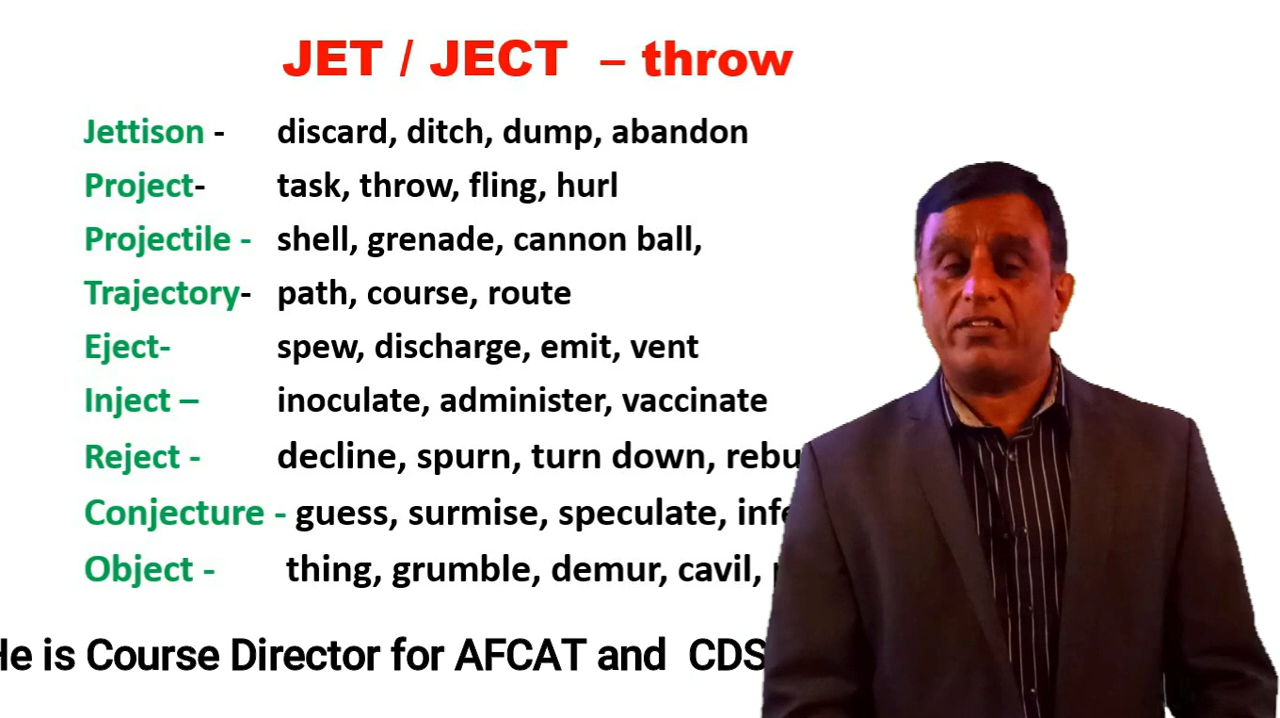 JET / JECT – throw
Jettison - discard, ditch, dump, abandon
Project- task, throw, fling, hurl
Projectile - shell, grenade, cannon ball,
Trajectory- path, course, route
Eject- spew, discharge, emit, vent
Inject – inoculate, administer, vaccinate
Reject - decline, spurn, turn down,
Conjecture - guess, surmise, speculate,
Object - thing, grumble, demur, cavil,
is Course Director for AFCAT and CDS